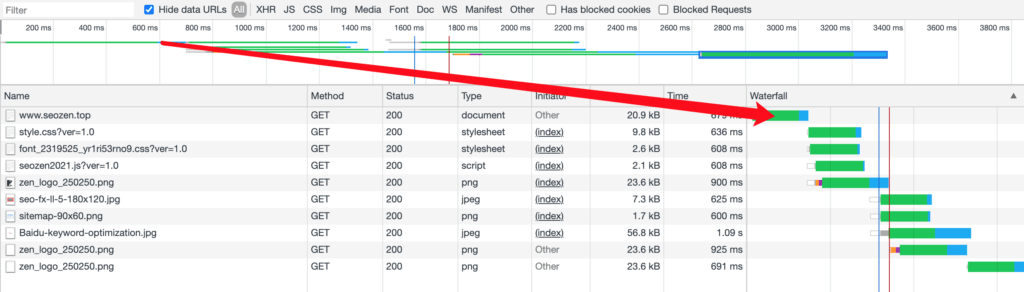 Filter Hide data URLs All XHR JS CSS Img Media Font Doc WS Manifest Other Has blocked cookies Blocked Requests
200 ms 400 ms 600 ms 800 ms 1000 ms 1200 ms 1400 ms 1600 ms 1800 ms 2000 ms 2200 ms 2400 ms 2600 ms 2800 ms 3000 ms 3200 ms 3400 ms 3600 ms 3800 ms
Name Method Status Type Initiator Time Waterfall
www.seozen.top GET 200 document Other 20.9 kB 679 ms
style.css?ver=1.0 GET 200 stylesheet (index) 9.8 kB 636 ms
font_2319525_yr1ri53rno9.css?ver=1.0 GET 200 stylesheet (index) 2.6 kB 608 ms
seozen2021.js?ver=1.0 GET 200 script (index) 2.1 kB 608 ms
zen_logo_250250.png GET 200 png (index) 23.6 kB 900 ms
seo-fx-ll-5-180x120.jpg GET 200 jpeg (index) 7.3 kB 625 ms
sitemap-90x60.png GET 200 png (index) 1.7 kB 600 ms
Baidu-keyword-optimization.jpg GET 200 jpeg (index) 56.8 kB 1.09 s
zen_logo_250250.png GET 200 png Other 23.6 kB 925 ms
zen_logo_250250.png GET 200 png Other 23.6 kB 691 ms